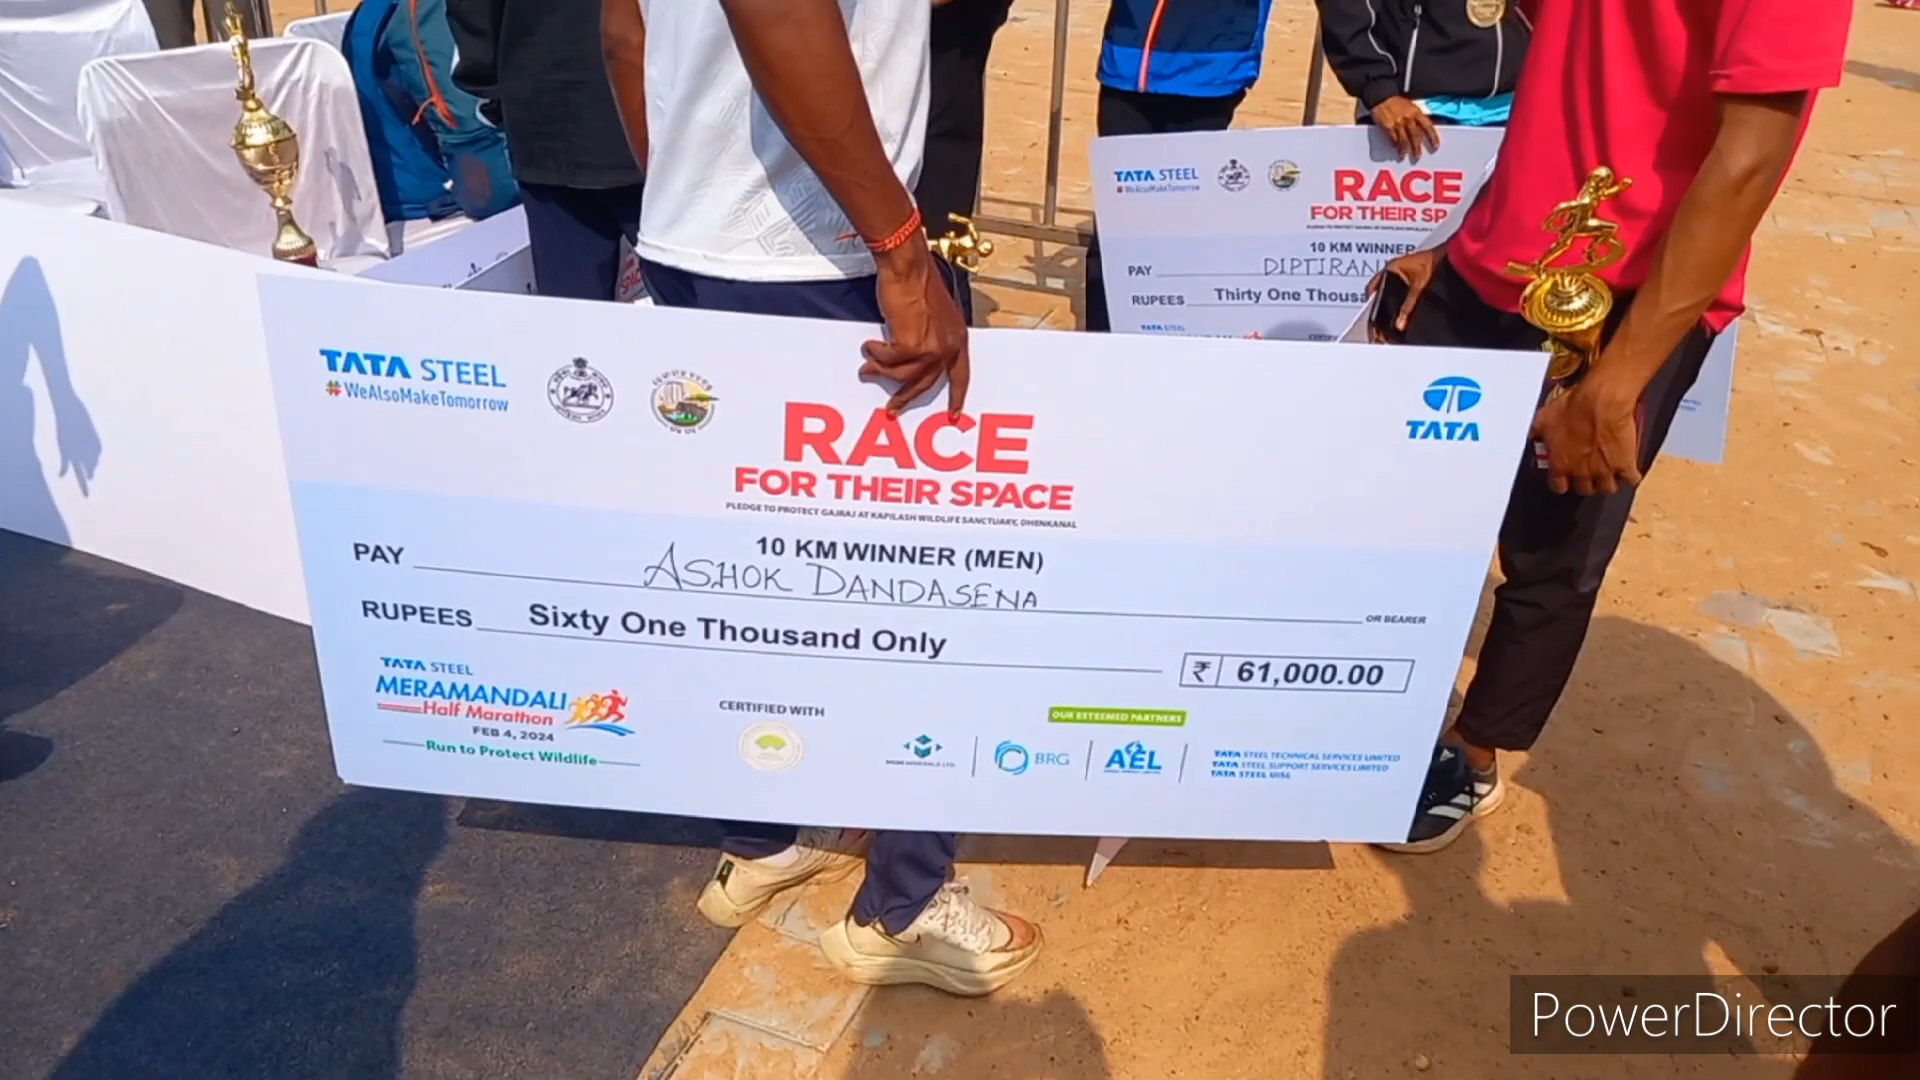 TATA STEEL
#WeAlsoMakeTomorrow
TATA
RACE
FOR THEIR SPACE
PLEDGE TO PROTECT GAJRAJ AT KAPILASH WILDLIFE SANCTUARY, DHENKANAL
10 KM WINNER (MEN)
PAY ASHOK DANDASENA OR BEARER
RUPEES Sixty One Thousand Only ₹ 61,000.00
TATA STEEL
MERAMANDALI
Half Marathon
FEB 4, 2024
Run to Protect Wildlife
CERTIFIED WITH
OUR ESTEEMED PARTNERS
BRG
AEL
TATA STEEL TECHNICAL SERVICES LIMITED
TATA STEEL SUPPORT SERVICES LIMITED
TATA STEEL UISL
TATA STEEL
#WeAlsoMakeTomorrow
RACE
FOR THEIR SP
10 KM WINNER
PAY DIPTIRAN
RUPEES Thirty One Thousa
TATA STEEL
PowerDirector